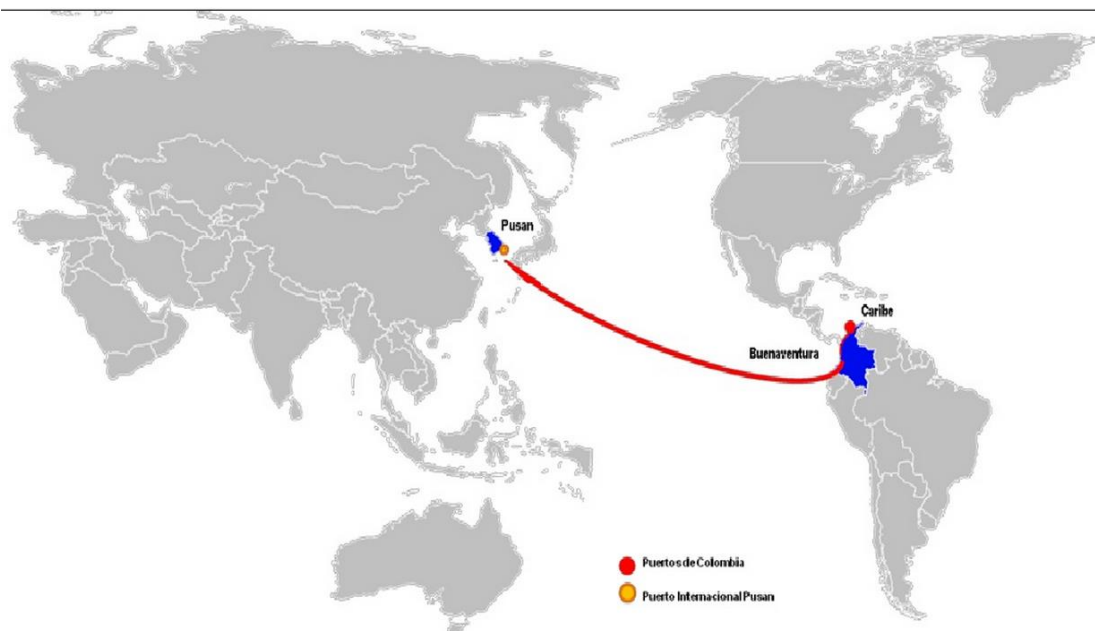 Pusan
Caribe
Buenaventura
Puertos de Colombia
Puerto Internacional Pusan